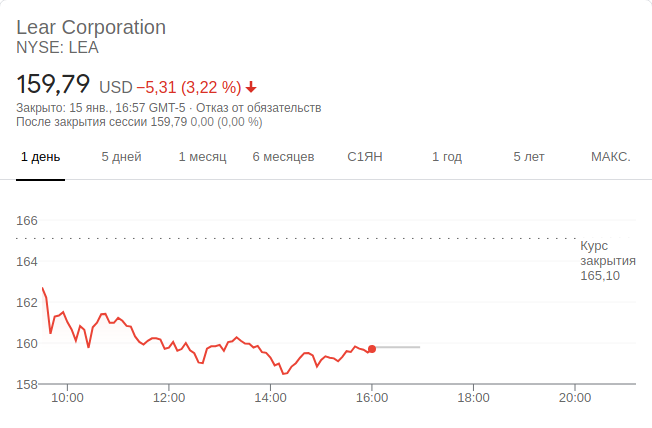 Lear Corporation
NYSE: LEA
159,79 USD −5,31 (3,22 %)
Закрыто: 15 янв., 16:57 GMT-5 · Отказ от обязательств
После закрытия сессии 159,79 0,00 (0,00 %)
1 день 5 дней 1 месяц 6 месяцев С1ЯН 1 год 5 лет МАКС.
166
Курс
закрытия
165,10
164
162
160
158
10:00 12:00 14:00 16:00 18:00 20:00